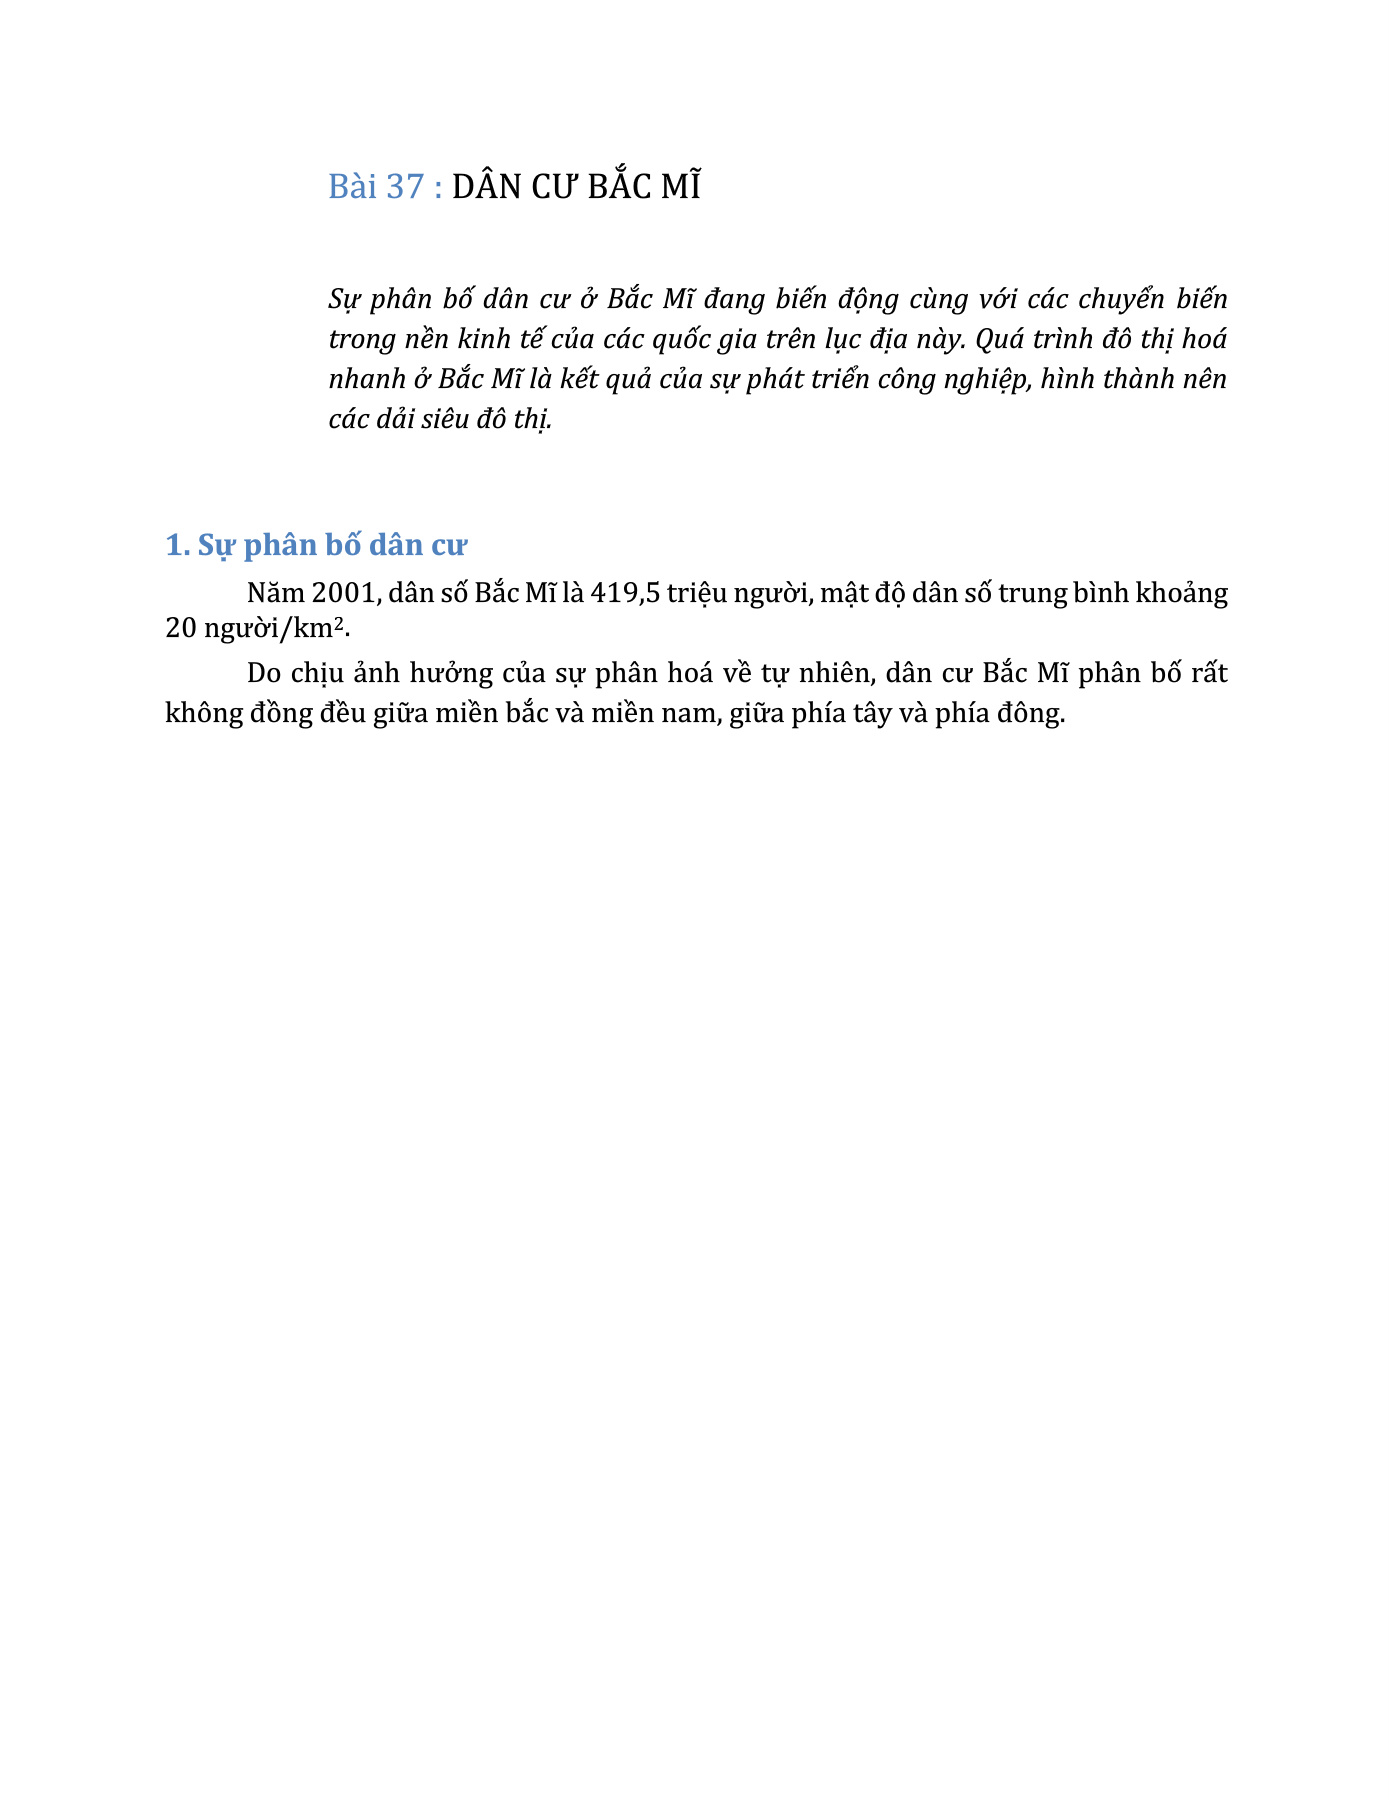 Bài 37 : DÂN CƯ BẮC MĨ
Sự phân bố dân cư ở Bắc Mĩ đang biến động cùng với các chuyển biến
trong nền kinh tế của các quốc gia trên lục địa này. Quá trình đô thị hoá
nhanh ở Bắc Mĩ là kết quả của sự phát triển công nghiệp, hình thành nên
các dải siêu đô thị.
1. Sự phân bố dân cư
Năm 2001, dân số Bắc Mĩ là 419,5 triệu người, mật độ dân số trung bình khoảng
20 người/km².
Do chịu ảnh hưởng của sự phân hoá về tự nhiên, dân cư Bắc Mĩ phân bố rất
không đồng đều giữa miền bắc và miền nam, giữa phía tây và phía đông.